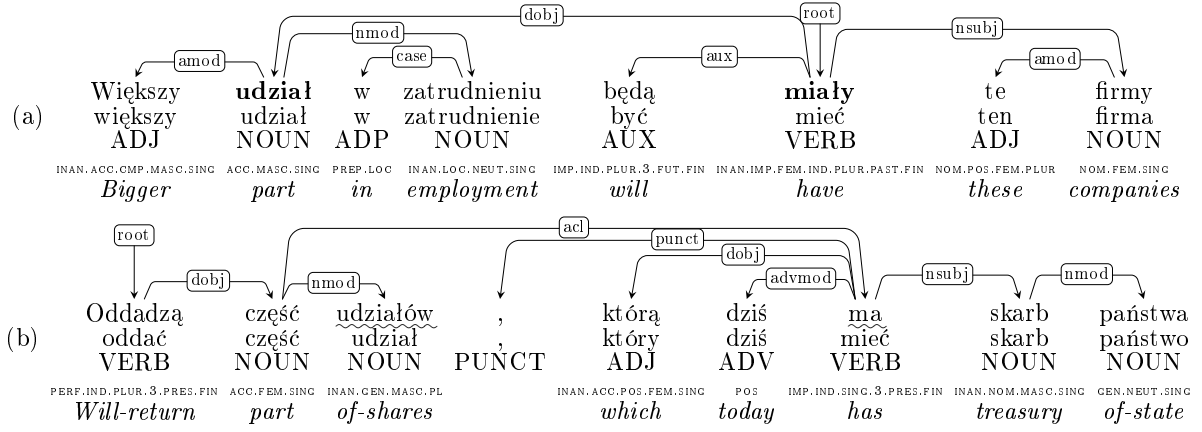 dobj root
nmod nsubj
amod case aux amod
Większy udział w zatrudnieniu będą miały te firmy
(a) większy udział w zatrudnienie być mieć ten firma
ADJ NOUN ADP NOUN AUX VERB ADJ NOUN
INAN.ACC.CMP.MASC.SING ACC.MASC.SING PREP.LOC INAN.LOC.NEUT.SING IMP.IND.PLUR.3.FUT.FIN INAN.IMP.FEM.IND.PLUR.PAST.FIN NOM.POS.FEM.PLUR NOM.FEM.SING
Bigger part in employment will have these companies
acl
root punct
dobj
dobj nmod advmod nsubj nmod
Oddadzą część udziałów , którą dziś ma skarb państwa
(b) oddać część udział , który dziś mieć skarb państwo
VERB NOUN NOUN PUNCT ADJ ADV VERB NOUN NOUN
PERF.IND.PLUR.3.PRES.FIN ACC.FEM.SING INAN.GEN.MASC.PL INAN.ACC.POS.FEM.SING POS IMP.IND.SING.3.PRES.FIN INAN.NOM.MASC.SING GEN.NEUT.SING
Will-return part of-shares which today has treasury of-state